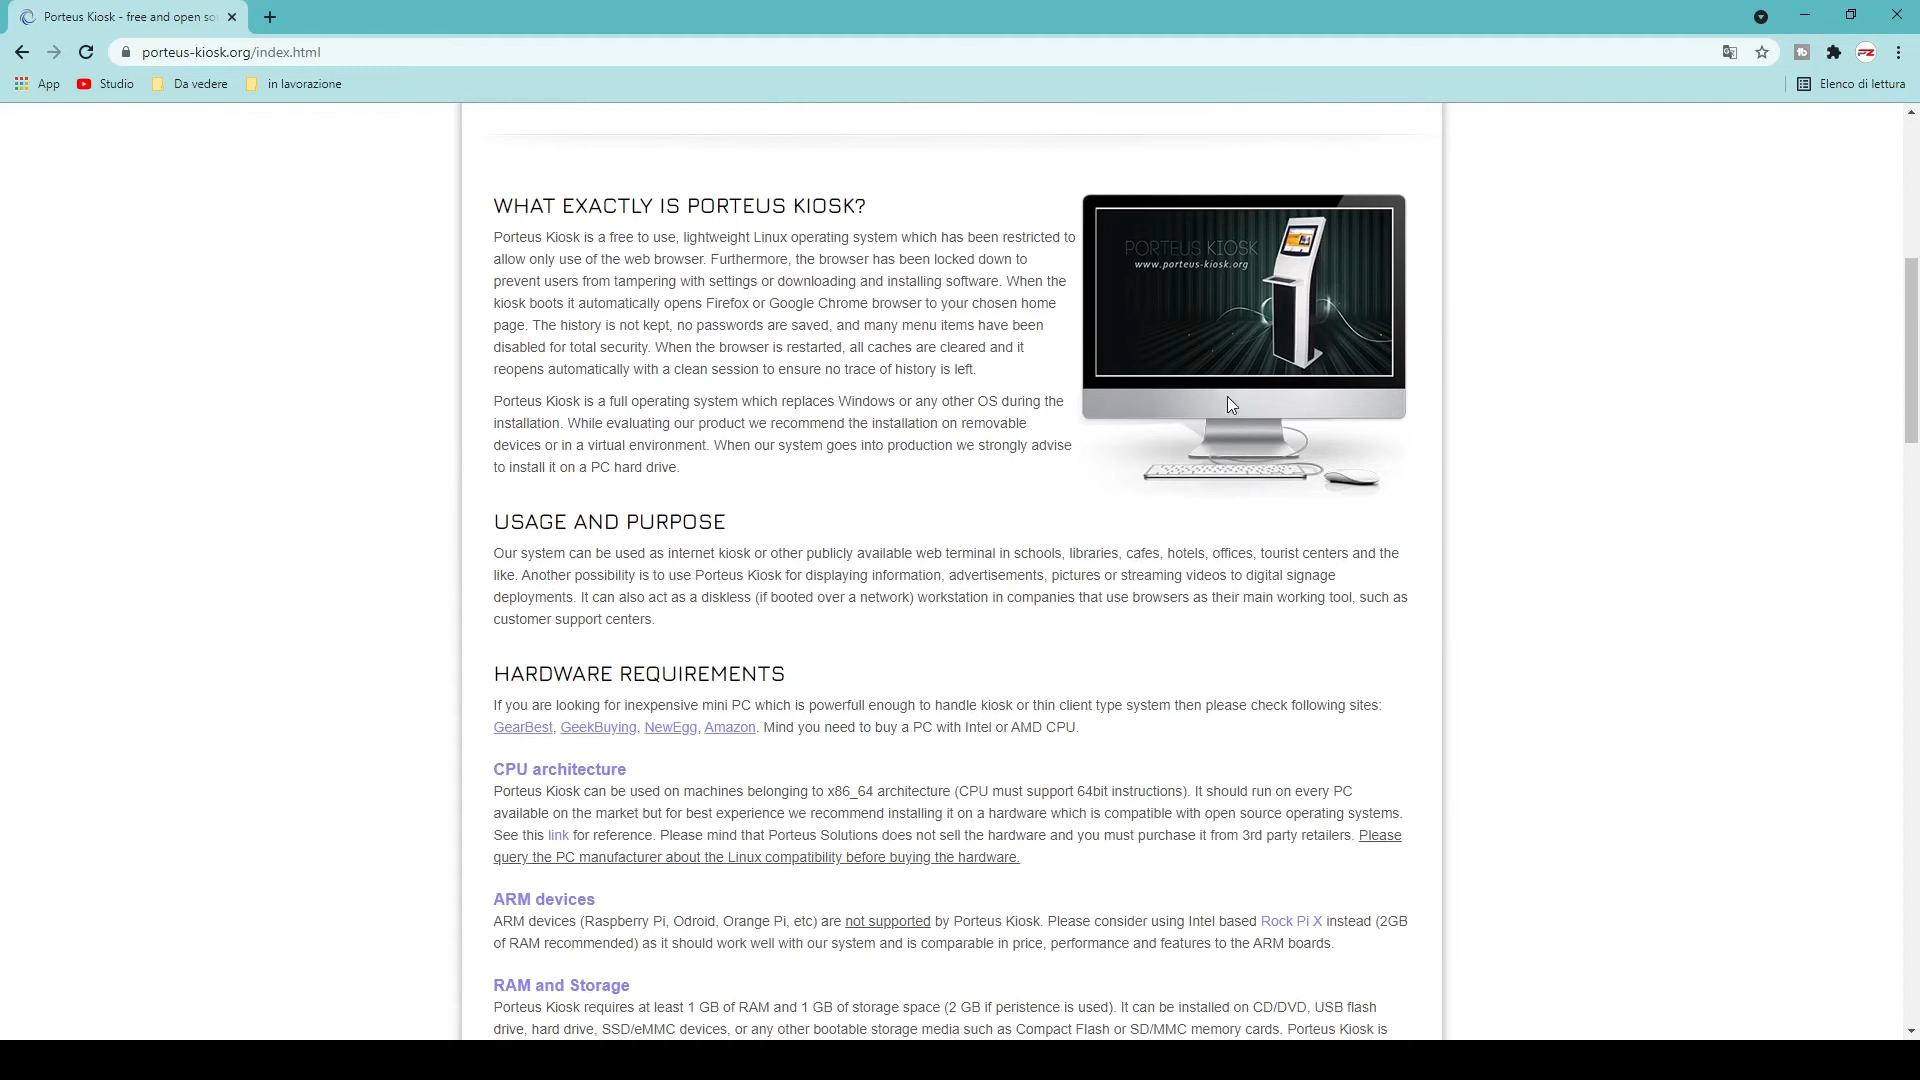 Porteus Kiosk - free and open so
porteus-kiosk.org/index.html
App Studio Da vedere in lavorazione Elenco di lettura
WHAT EXACTLY IS PORTEUS KIOSK?
Porteus Kiosk is a free to use, lightweight Linux operating system which has been restricted to
allow only use of the web browser. Furthermore, the browser has been locked down to
prevent users from tampering with settings or downloading and installing software. When the
kiosk boots it automatically opens Firefox or Google Chrome browser to your chosen home
page. The history is not kept, no passwords are saved, and many menu items have been
disabled for total security. When the browser is restarted, all caches are cleared and it
reopens automatically with a clean session to ensure no trace of history is left.
PORTEUS KIOSK
www.porteus-kiosk.org
Porteus Kiosk is a full operating system which replaces Windows or any other OS during the
installation. While evaluating our product we recommend the installation on removable
devices or in a virtual environment. When our system goes into production we strongly advise
to install it on a PC hard drive.
USAGE AND PURPOSE
Our system can be used as internet kiosk or other publicly available web terminal in schools, libraries, cafes, hotels, offices, tourist centers and the
like. Another possibility is to use Porteus Kiosk for displaying information, advertisements, pictures or streaming videos to digital signage
deployments. It can also act as a diskless (if booted over a network) workstation in companies that use browsers as their main working tool, such as
customer support centers.
HARDWARE REQUIREMENTS
If you are looking for inexpensive mini PC which is powerfull enough to handle kiosk or thin client type system then please check following sites:
GearBest, GeekBuying, NewEgg, Amazon. Mind you need to buy a PC with Intel or AMD CPU.
CPU architecture
Porteus Kiosk can be used on machines belonging to x86_64 architecture (CPU must support 64bit instructions). It should run on every PC
available on the market but for best experience we recommend installing it on a hardware which is compatible with open source operating systems.
See this link for reference. Please mind that Porteus Solutions does not sell the hardware and you must purchase it from 3rd party retailers. Please
query the PC manufacturer about the Linux compatibility before buying the hardware.
ARM devices
ARM devices (Raspberry Pi, Odroid, Orange Pi, etc) are not supported by Porteus Kiosk. Please consider using Intel based Rock Pi X instead (2GB
of RAM recommended) as it should work well with our system and is comparable in price, performance and features to the ARM boards.
RAM and Storage
Porteus Kiosk requires at least 1 GB of RAM and 1 GB of storage space (2 GB if peristence is used). It can be installed on CD/DVD, USB flash
drive, hard drive, SSD/eMMC devices, or any other bootable storage media such as Compact Flash or SD/MMC memory cards. Porteus Kiosk is